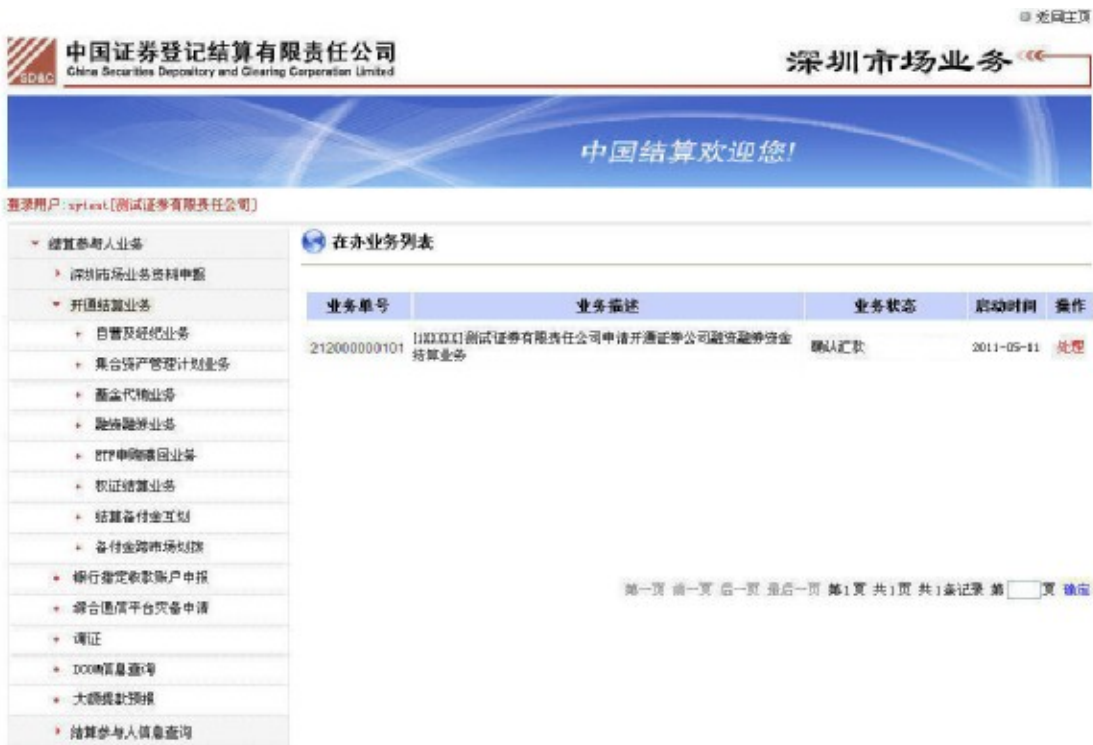 返回主页
中国证券登记结算有限责任公司
China Securities Depository and Clearing Corporation Limited
SD&C
深圳市场业务
中国结算欢迎您!
登录用户:xytest[测试证券有限责任公司]
结算参与人业务
深圳市场业务资料申报
开通结算业务
自营及经纪业务
集合资产管理计划业务
基金代销业务
融资融券业务
ETF申购赎回业务
权证结算业务
结算备付金互划
备付金跨市场划拨
银行指定收款账户申报
综合通信平台灾备申请
调证
DCOM信息查询
大额提款预报
结算参与人信息查询
在办业务列表
业务单号 业务描述 业务状态 启动时间 操作
212000000101 测试证券有限责任公司申请开通证券公司融资融券资金结算业务 确认汇款 2011-05-11 处理
第一页 前一页 后一页 最后一页 第1页 共1页 共1条记录 第 页 确定